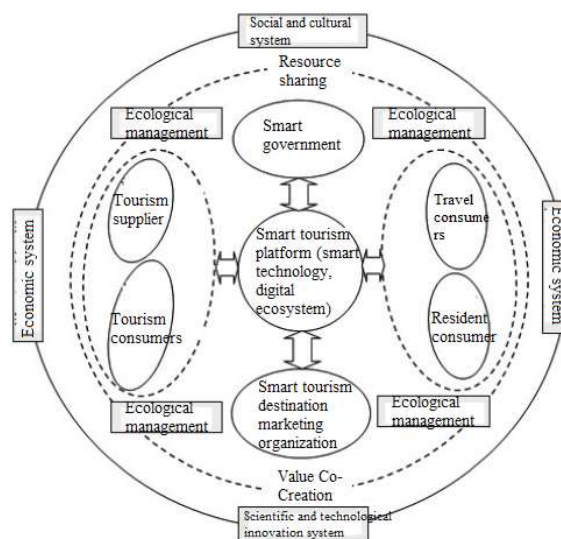 Social and cultural
system
Resource
sharing
Ecological
management
Smart
government
Ecological
management
Tourism
supplier
Travel
consume
rs
Economic system
Smart tourism
platform (smart
technology,
digital
ecosystem)
Economic system
Tourism
consumers
Resident
consumer
Ecological
management
Smart tourism
destination
marketing
organization
Ecological
management
Value Co-
Creation
Scientific and technological
innovation system